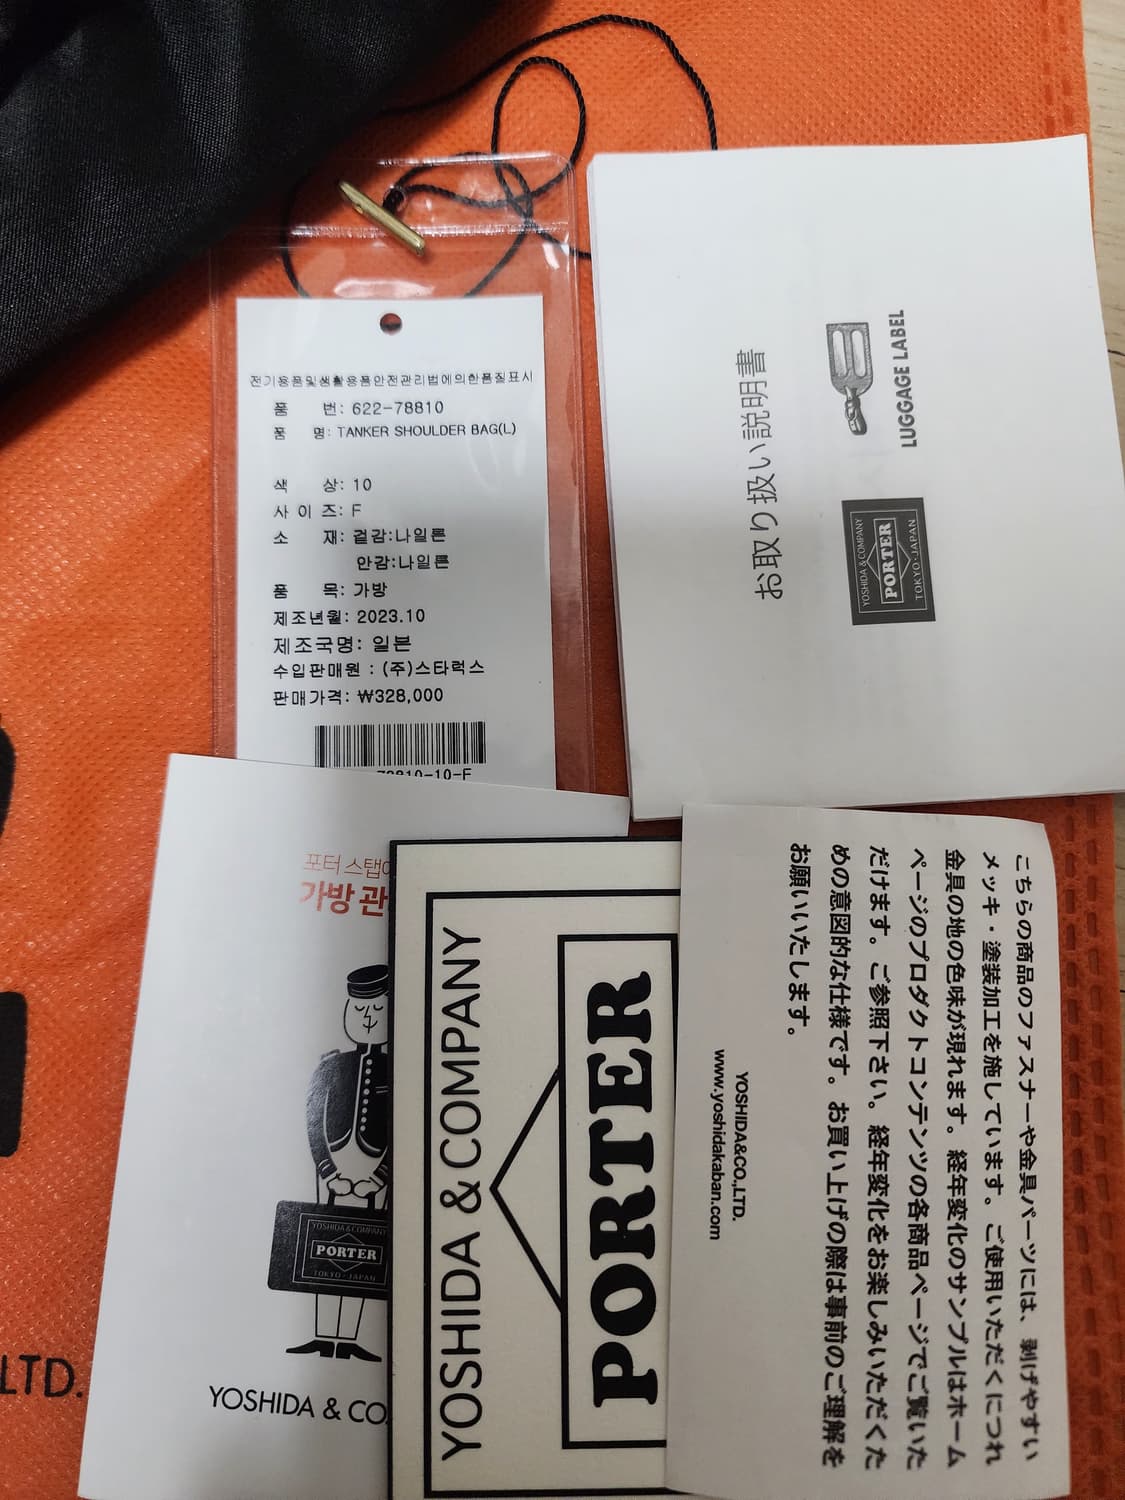 전기용품및생활용품안전관리법에의한품질표시
품 번: 622-78810
품 명: TANKER SHOULDER BAG(L)
색 상: 10
사 이 즈: F
소 재: 겉감:나일론
안감:나일론
품 목: 가방
제조년월: 2023.10
제조국명: 일본
수입판매원 : (주)스타럭스
판매가격: ₩328,000
78810-10-F
お取り扱い説明書
LUGGAGE LABEL
YOSHIDA & COMPANY
PORTER
TOKYO・JAPAN
포터 스탭이
가방 관
YOSHIDA & COMPANY
PORTER
TOKYO・JAPAN
YOSHIDA & CO
YOSHIDA & COMPANY
PORTER
こちらの商品のファスナーや金具パーツには、剥げやすい
メッキ・塗装加工を施しています。ご使用いただくにつれ
金具の地の色味が現れます。経年変化のサンプルはホーム
ページのプロダクトコンテンツの各商品ページでご覧いた
だけます。ご参照下さい。経年変化をお楽しみいただくた
めの意図的な仕様です。お買い上げの際は事前のご理解を
お願いいたします。
YOSHIDA&CO.,LTD.
www.yoshidakaban.com
LTD.